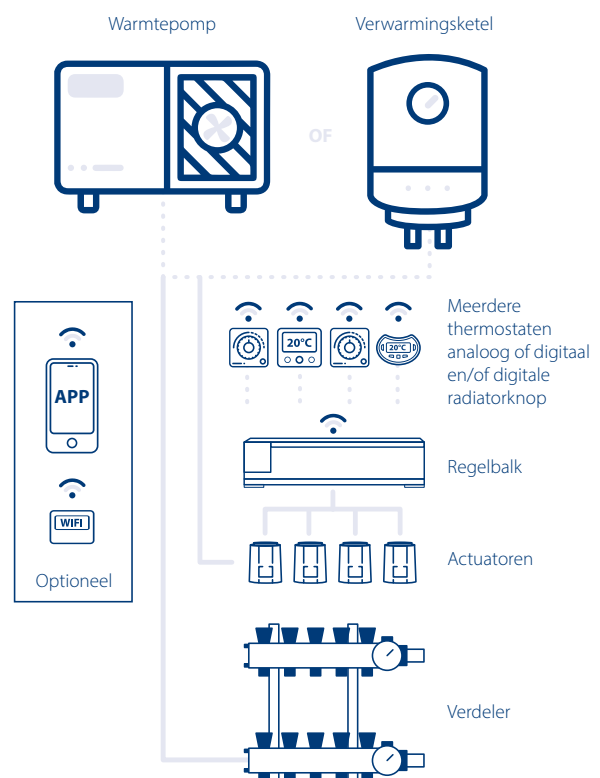 Warmtepomp
Verwarmingsketel
OF
Meerdere
thermostaten
analoog of digitaal
en/of digitale
radiatorknop
20°C
20°C
APP
WIFI
Optioneel
Regelbalk
Actuatoren
Verdeler